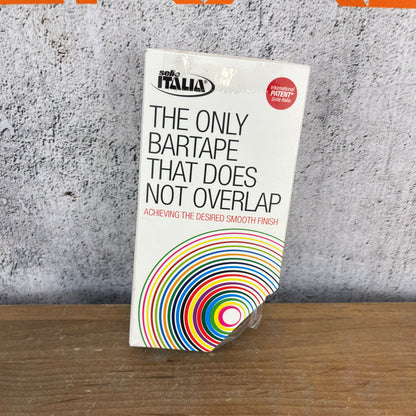 selle
ITALIA
International
PATENT*
Selle Italia
THE ONLY
BARTAPE
THAT DOES
NOT OVERLAP
ACHIEVING THE DESIRED SMOOTH FINISH